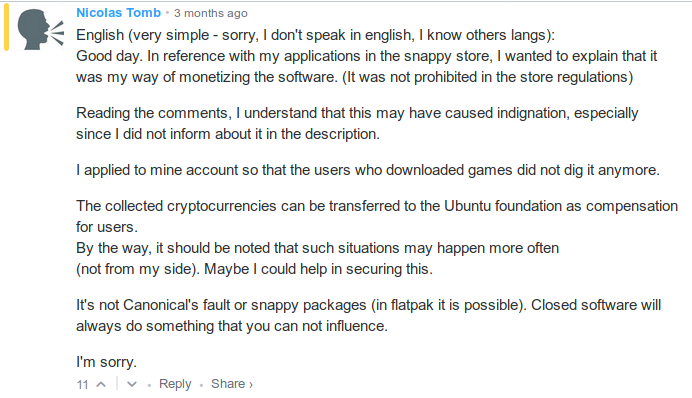 Nicolas Tomb • 3 months ago
English (very simple - sorry, I don't speak in english, I know others langs):
Good day. In reference with my applications in the snappy store, I wanted to explain that it
was my way of monetizing the software. (It was not prohibited in the store regulations)
Reading the comments, I understand that this may have caused indignation, especially
since I did not inform about it in the description.
I applied to mine account so that the users who downloaded games did not dig it anymore.
The collected cryptocurrencies can be transferred to the Ubuntu foundation as compensation
for users.
By the way, it should be noted that such situations may happen more often
(not from my side). Maybe I could help in securing this.
It's not Canonical's fault or snappy packages (in flatpak it is possible). Closed software will
always do something that you can not influence.
I'm sorry.
11 • Reply • Share ›